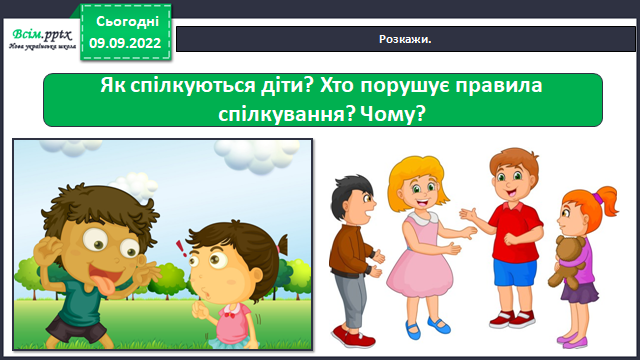 Всім.pptx
Нова українська школа
Сьогодні
09.09.2022
Розкажи.
Як спілкуються діти? Хто порушує правила
спілкування? Чому?